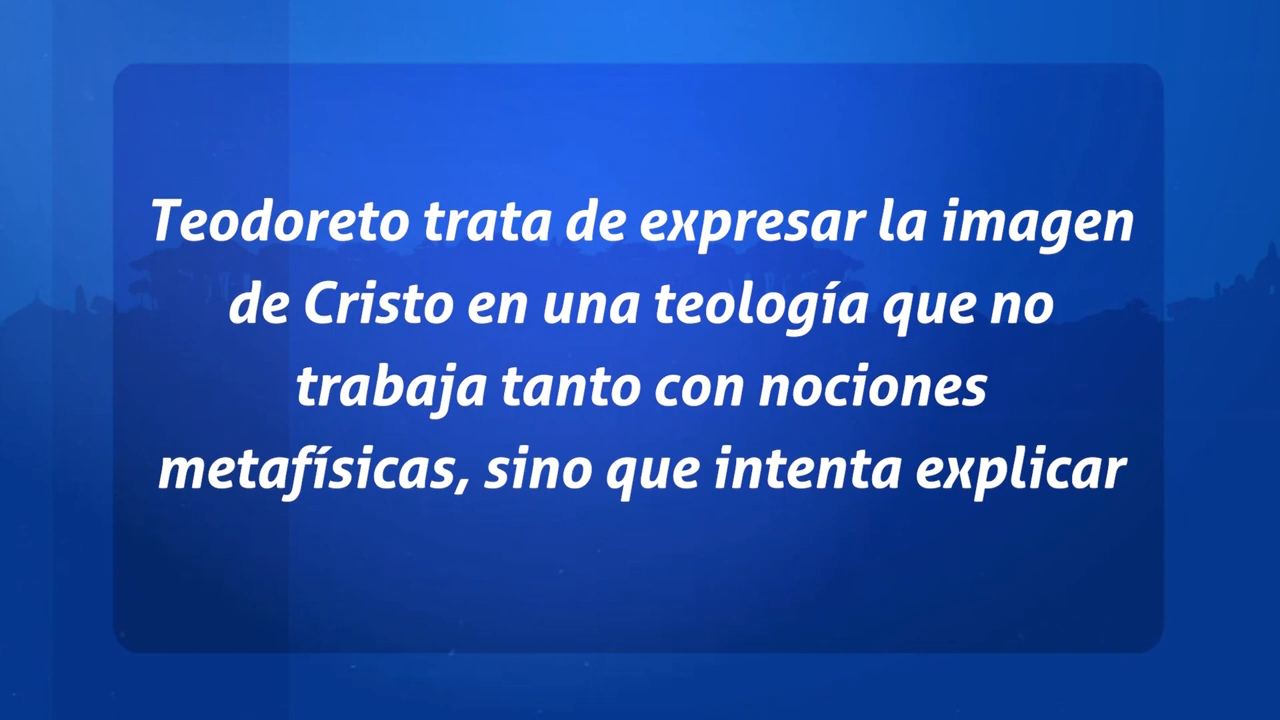 Teodoreto trata de expresar la imagen
de Cristo en una teología que no
trabaja tanto con nociones
metafísicas, sino que intenta explicar